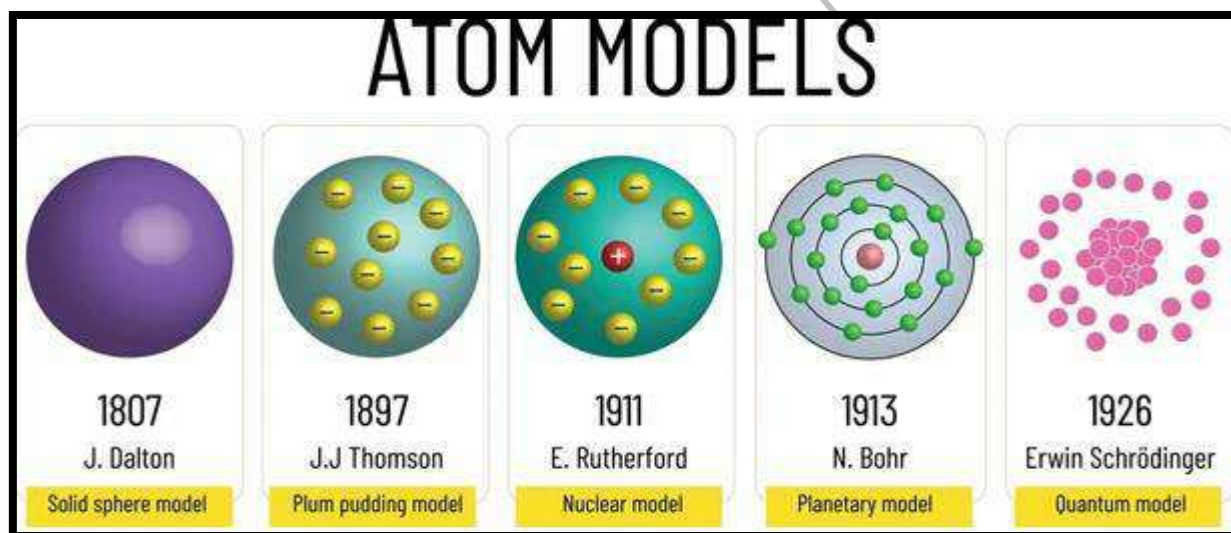 ATOM MODELS
1807
J. Dalton
Solid sphere model
1897
J.J Thomson
Plum pudding model
1911
E. Rutherford
Nuclear model
1913
N. Bohr
Planetary model
1926
Erwin Schrödinger
Quantum model